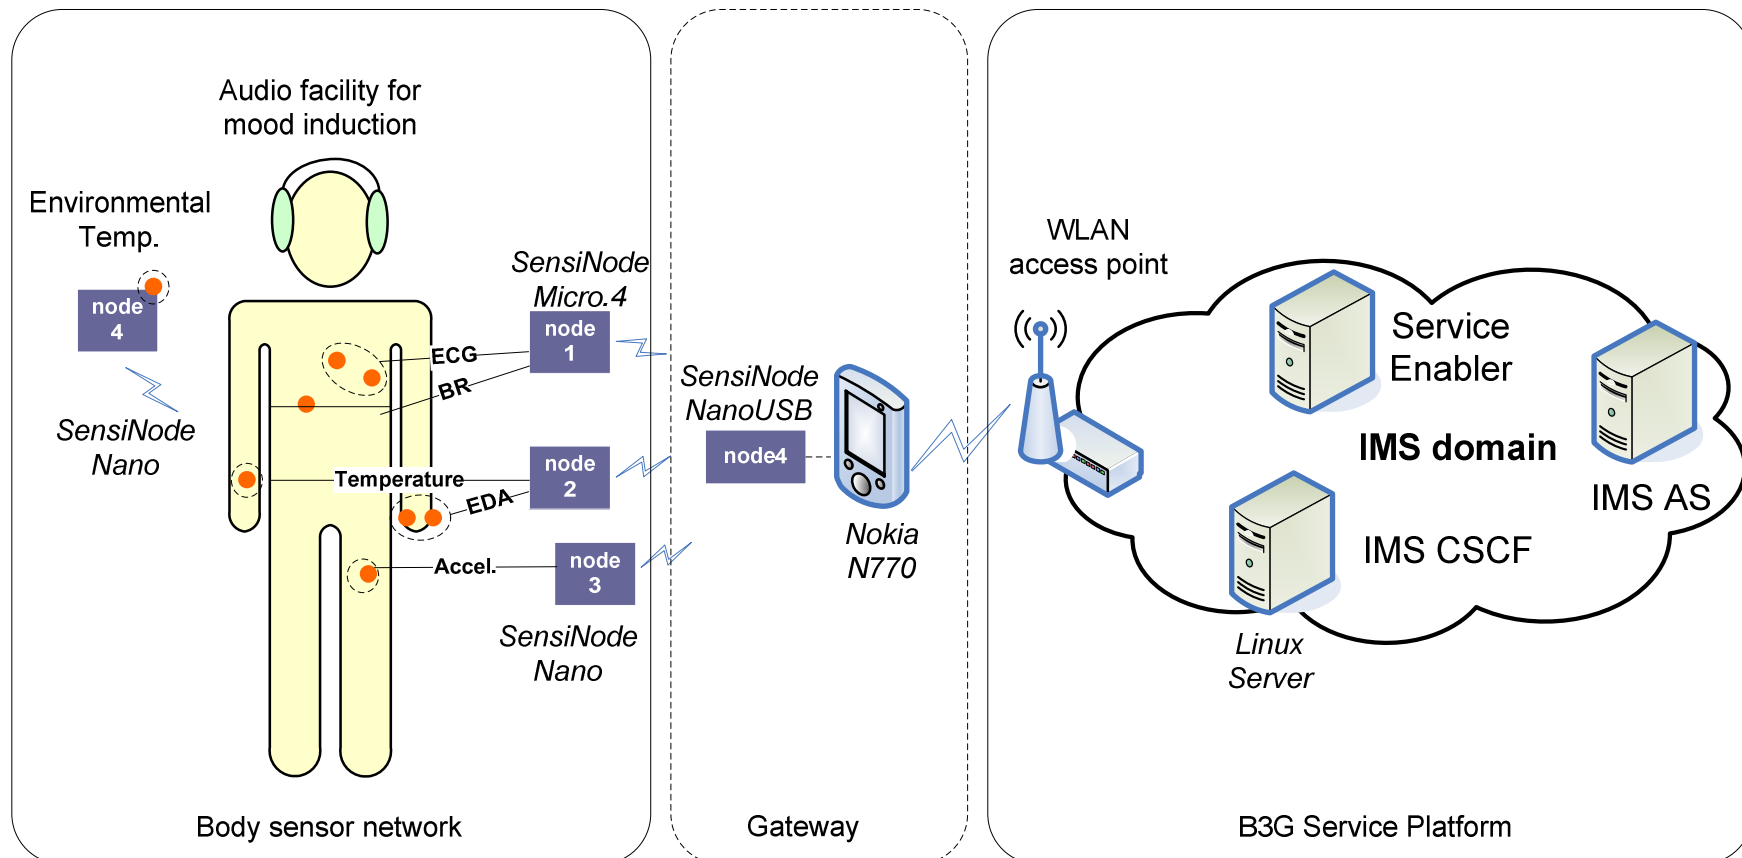 Audio facility for
mood induction
Environmental
Temp.
node
4
SensiNode
Nano
SensiNode
Micro.4
node
1
ECG
BR
node
2
Temperature
EDA
node
3
Accel.
SensiNode
Nano
Body sensor network
SensiNode
NanoUSB
node4
Nokia
N770
Gateway
WLAN
access point
Service
Enabler
IMS domain
IMS AS
IMS CSCF
Linux
Server
B3G Service Platform